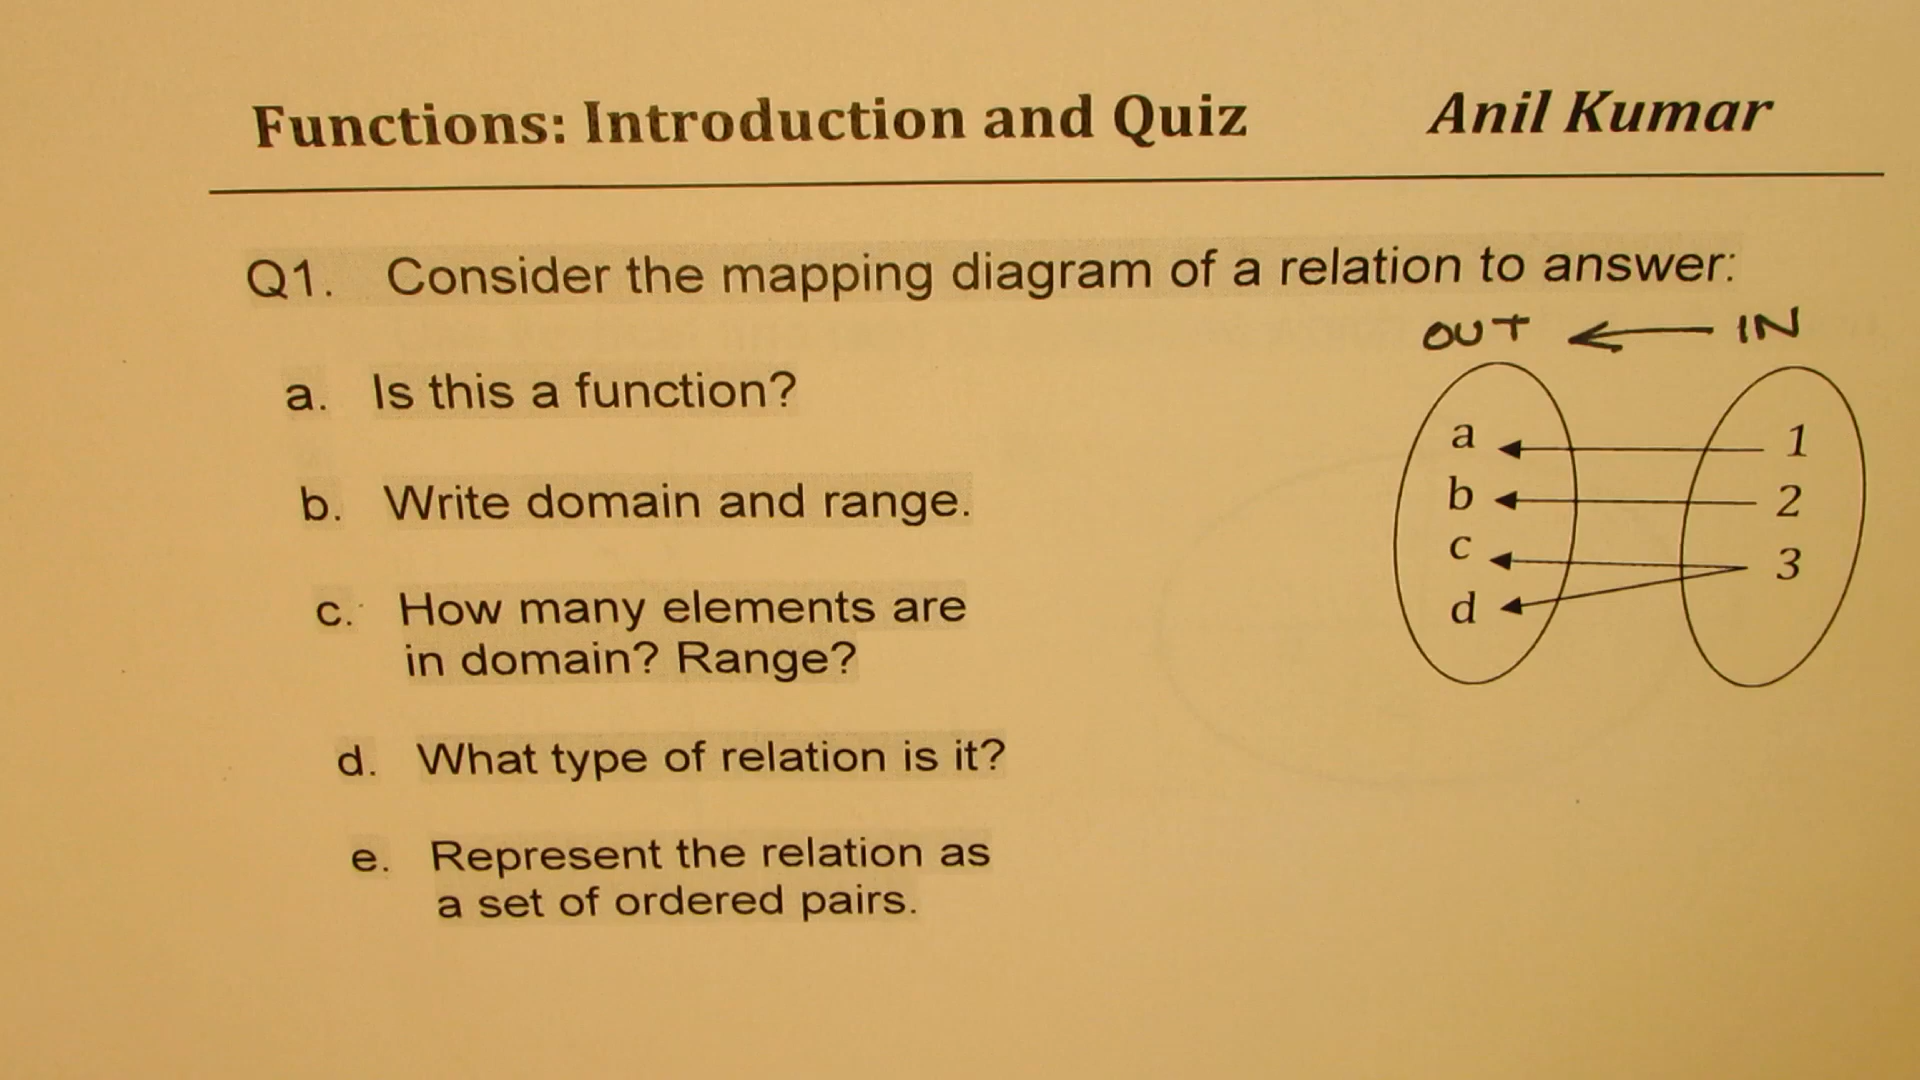 Functions: Introduction and Quiz Anil Kumar
Q1. Consider the mapping diagram of a relation to answer:
OUT ← IN
a. Is this a function?
b. Write domain and range.
c. How many elements are
in domain? Range?
d. What type of relation is it?
e. Represent the relation as
a set of ordered pairs.
a 1
b 2
c 3
d